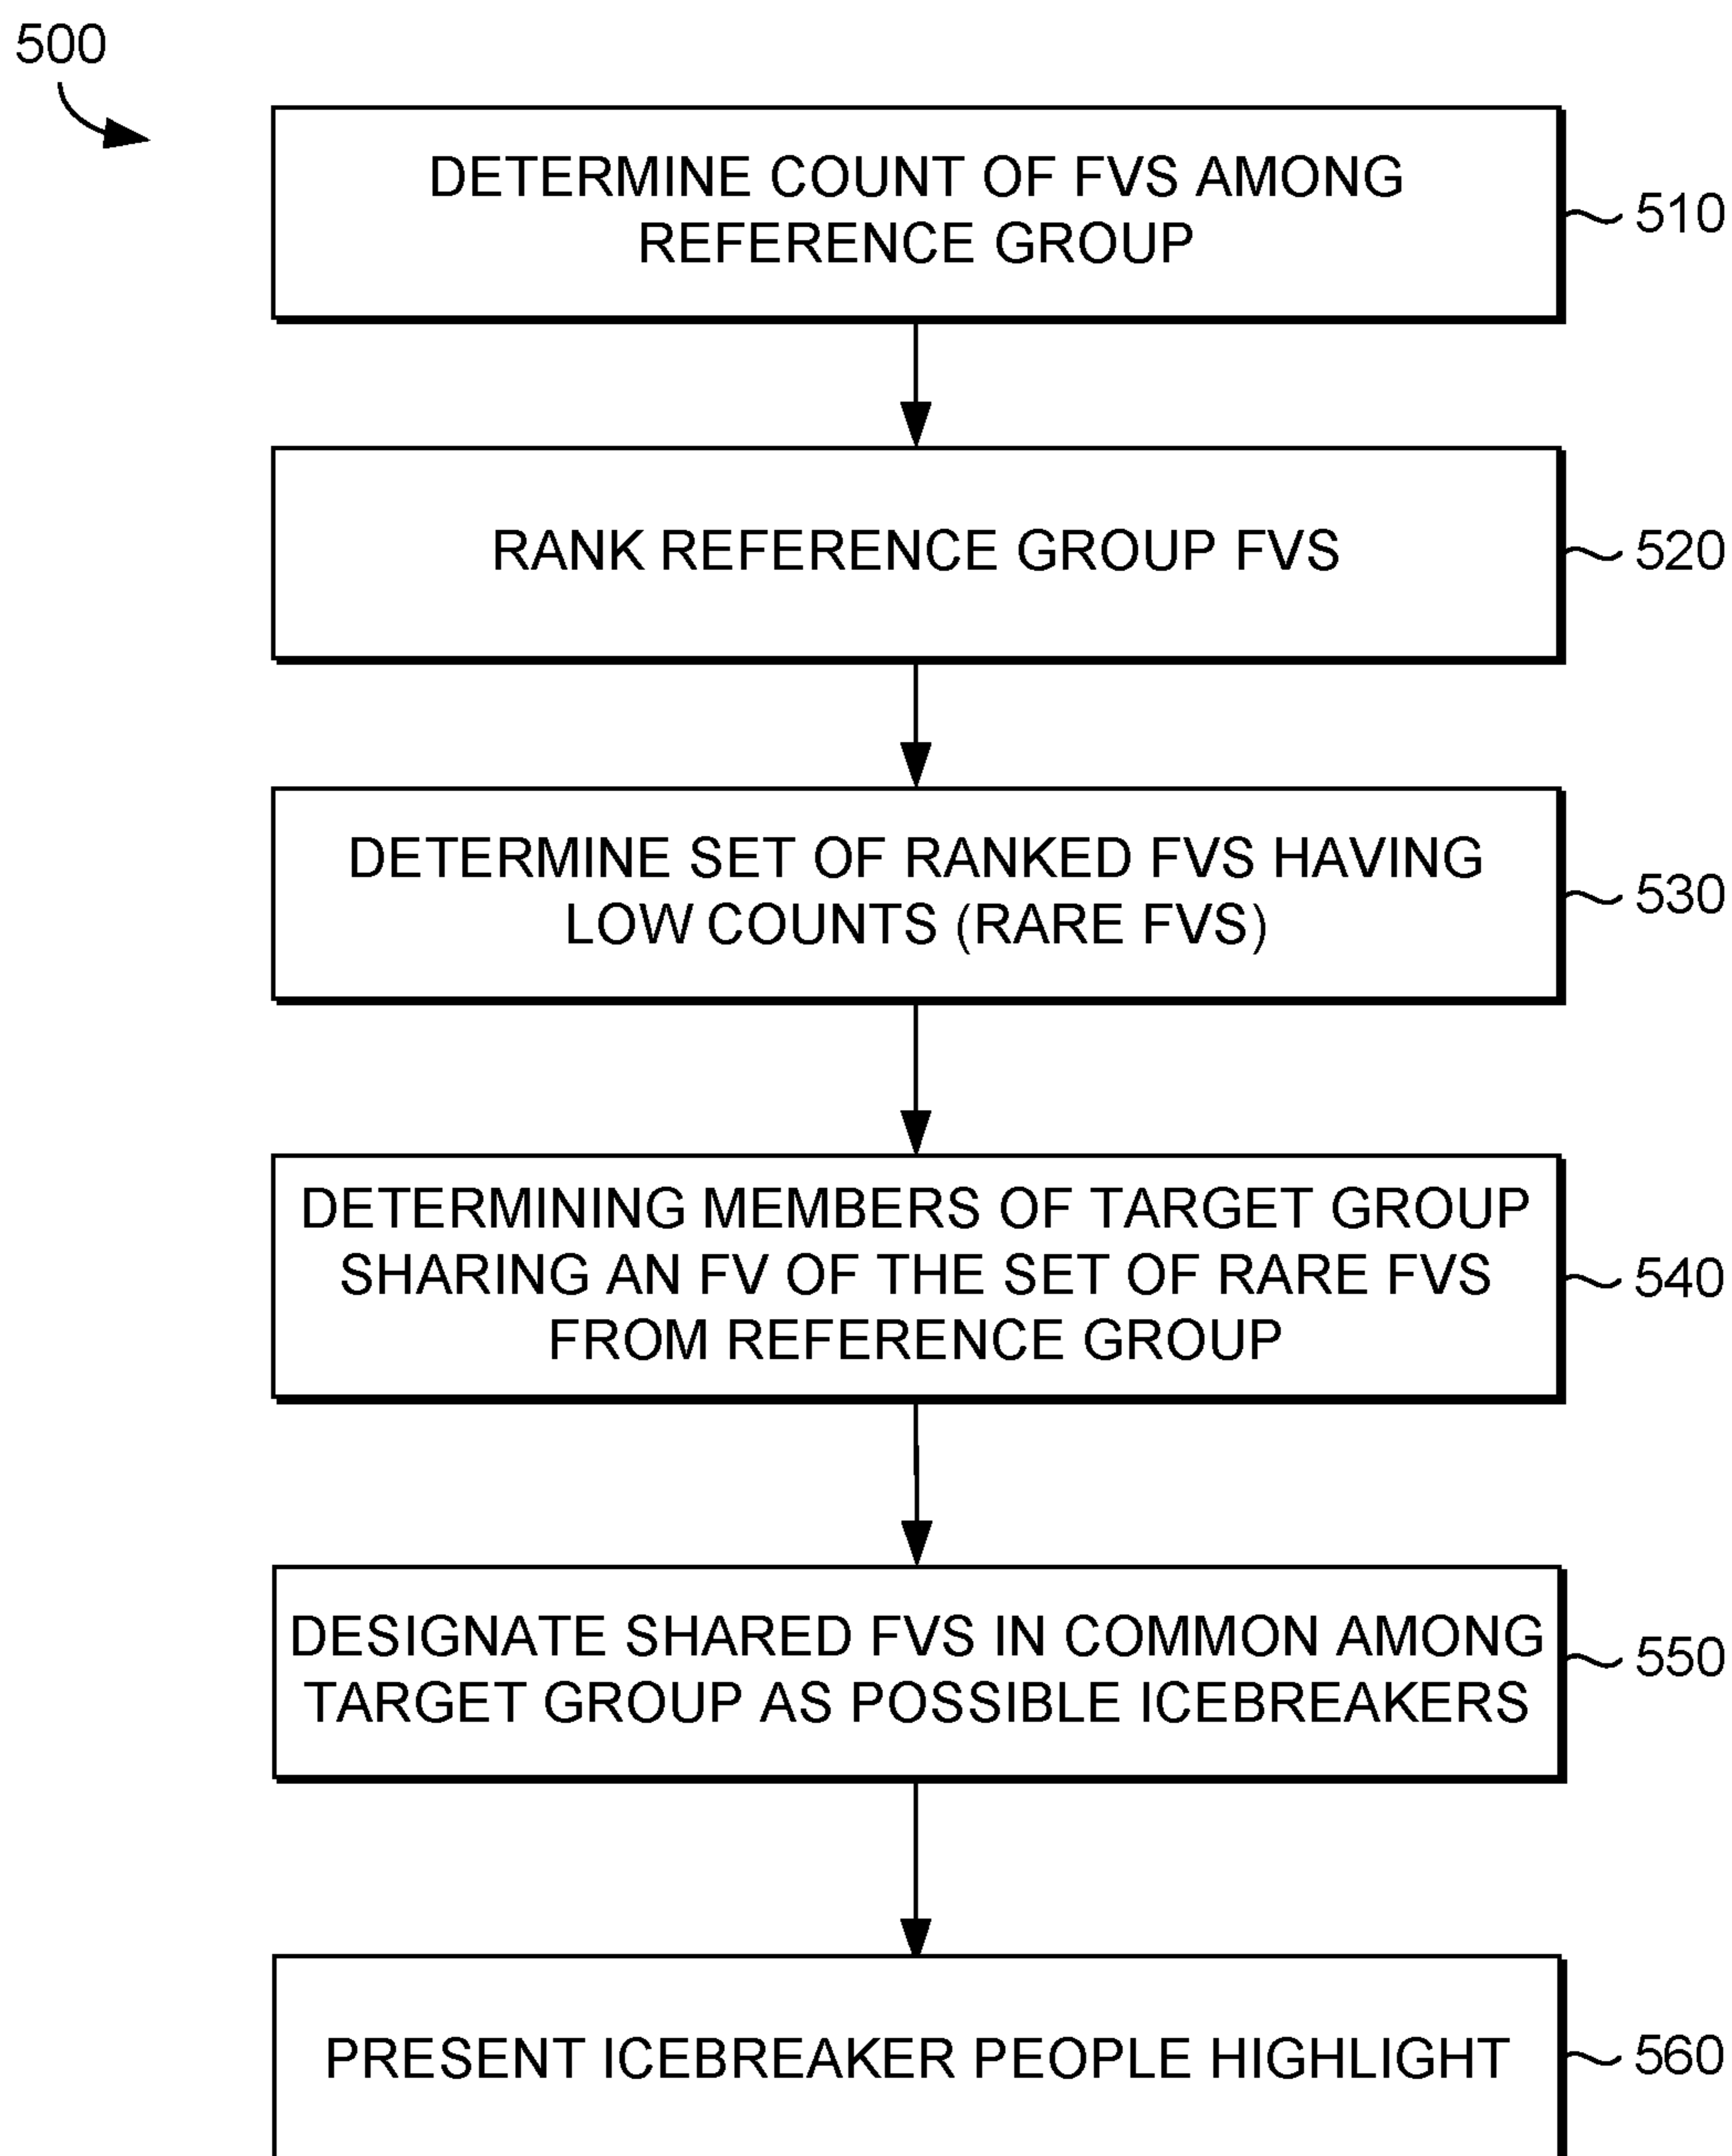 500
DETERMINE COUNT OF FVS AMONG
REFERENCE GROUP
510
RANK REFERENCE GROUP FVS
520
DETERMINE SET OF RANKED FVS HAVING
LOW COUNTS (RARE FVS)
530
DETERMINING MEMBERS OF TARGET GROUP
SHARING AN FV OF THE SET OF RARE FVS
FROM REFERENCE GROUP
540
DESIGNATE SHARED FVS IN COMMON AMONG
TARGET GROUP AS POSSIBLE ICEBREAKERS
550
PRESENT ICEBREAKER PEOPLE HIGHLIGHT
560